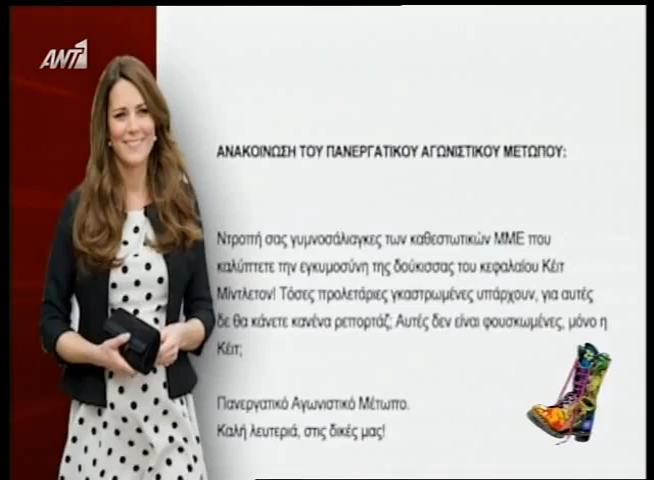 ΑΝΤ1
ΑΝΑΚΟΙΝΩΣΗ ΤΟΥ ΠΑΝΕΡΓΑΤΙΚΟΥ ΑΓΩΝΙΣΤΙΚΟΥ ΜΕΤΩΠΟΥ:
Ντροπή σας γυμνοσάλιαγκες των καθεστωτικών ΜΜΕ που
καλύπτετε την εγκυμοσύνη της δούκισσας του κεφαλαίου Κέιτ
Μίντλετον! Τόσες προλετάριες γκαστρωμένες υπάρχουν, για αυτές
δε θα κάνετε κανένα ρεπορτάζ; Αυτές δεν είναι φουσκωμένες, μόνο η
Κέιτ;
Πανεργατικό Αγωνιστικό Μέτωπο.
Καλή λευτεριά, στις δικές μας!